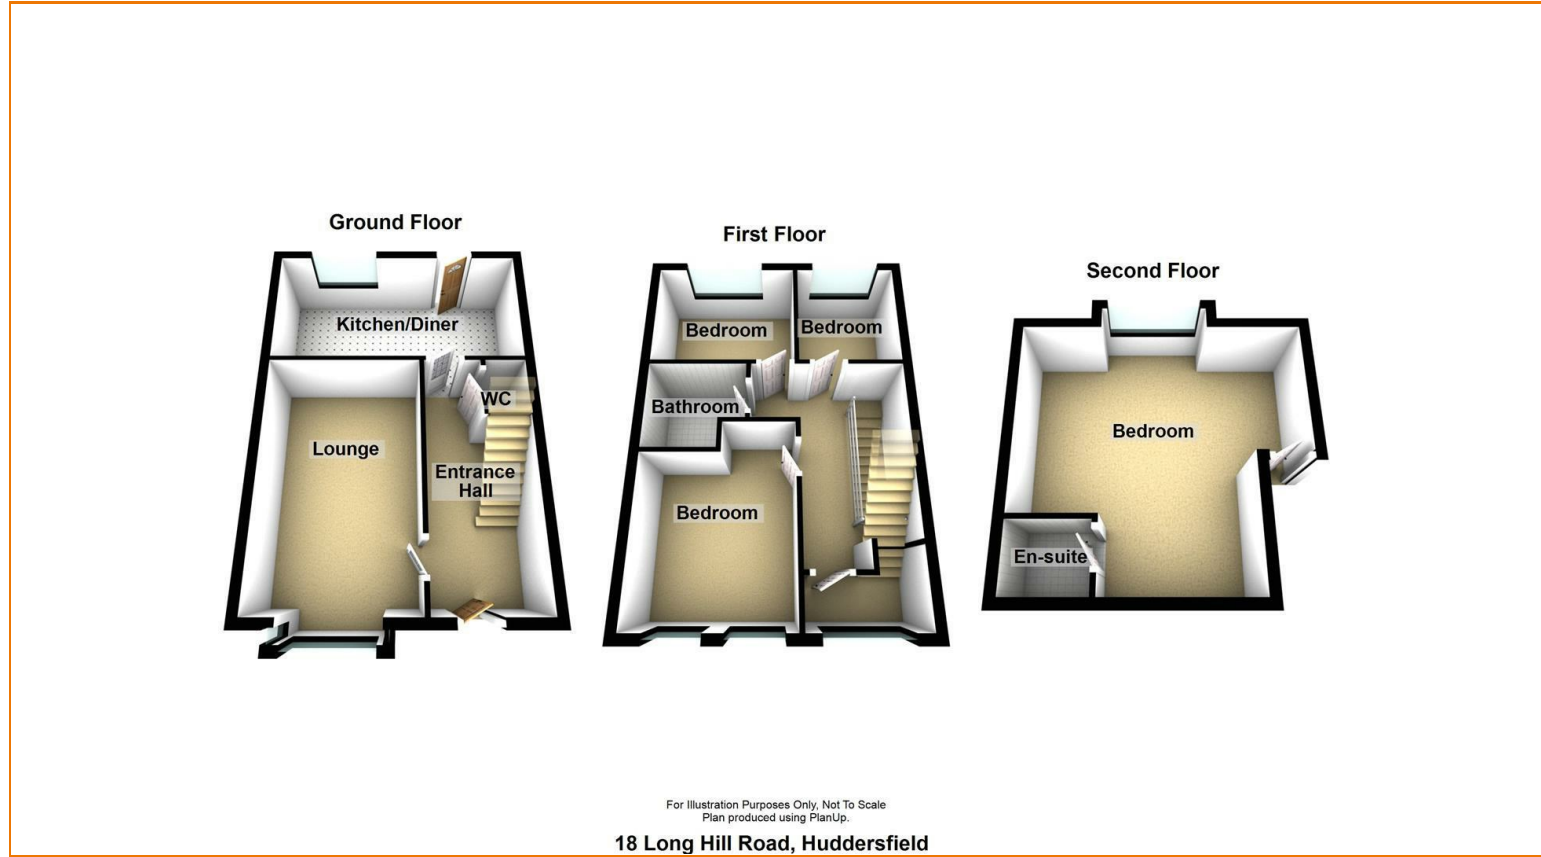 Ground Floor
Kitchen/Diner
WC
Lounge
Entrance
Hall
First Floor
Bedroom
Bedroom
Bathroom
Bedroom
Second Floor
Bedroom
En-suite
For Illustration Purposes Only, Not To Scale
Plan produced using PlanUp.
18 Long Hill Road, Huddersfield